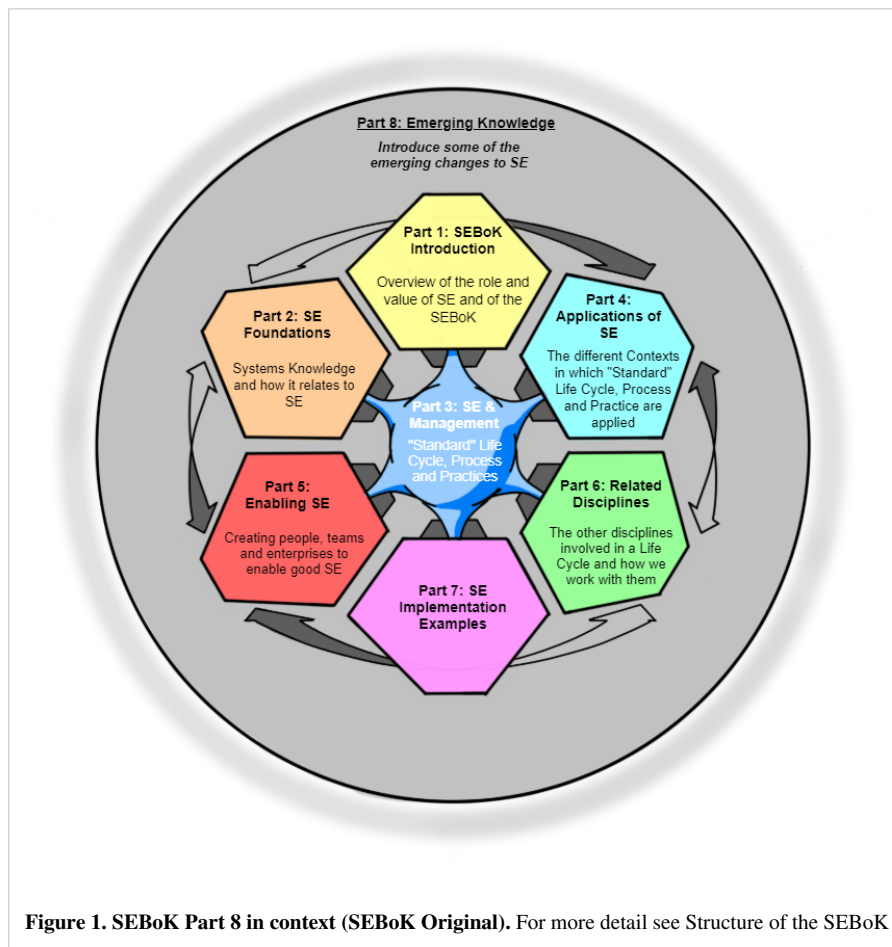 Part 8: Emerging Knowledge
Introduce some of the
emerging changes to SE
Part 1: SEBoK
Introduction
Overview of the role and
value of SE and of the
SEBoK
Part 2: SE
Foundations
Systems Knowledge
and how it relates to
SE
Part 4:
Applications of
SE
The different Contexts
in which "Standard"
Life Cycle, Process
and Practice are
applied
Part 3: SE &
Management
"Standard" Life
Cycle, Process
and Practices
Part 5:
Enabling SE
Creating people, teams
and enterprises to
enable good SE
Part 6: Related
Disciplines
The other disciplines
involved in a Life
Cycle and how we
work with them
Part 7: SE
Implementation
Examples
Figure 1. SEBoK Part 8 in context (SEBoK Original). For more detail see Structure of the SEBoK